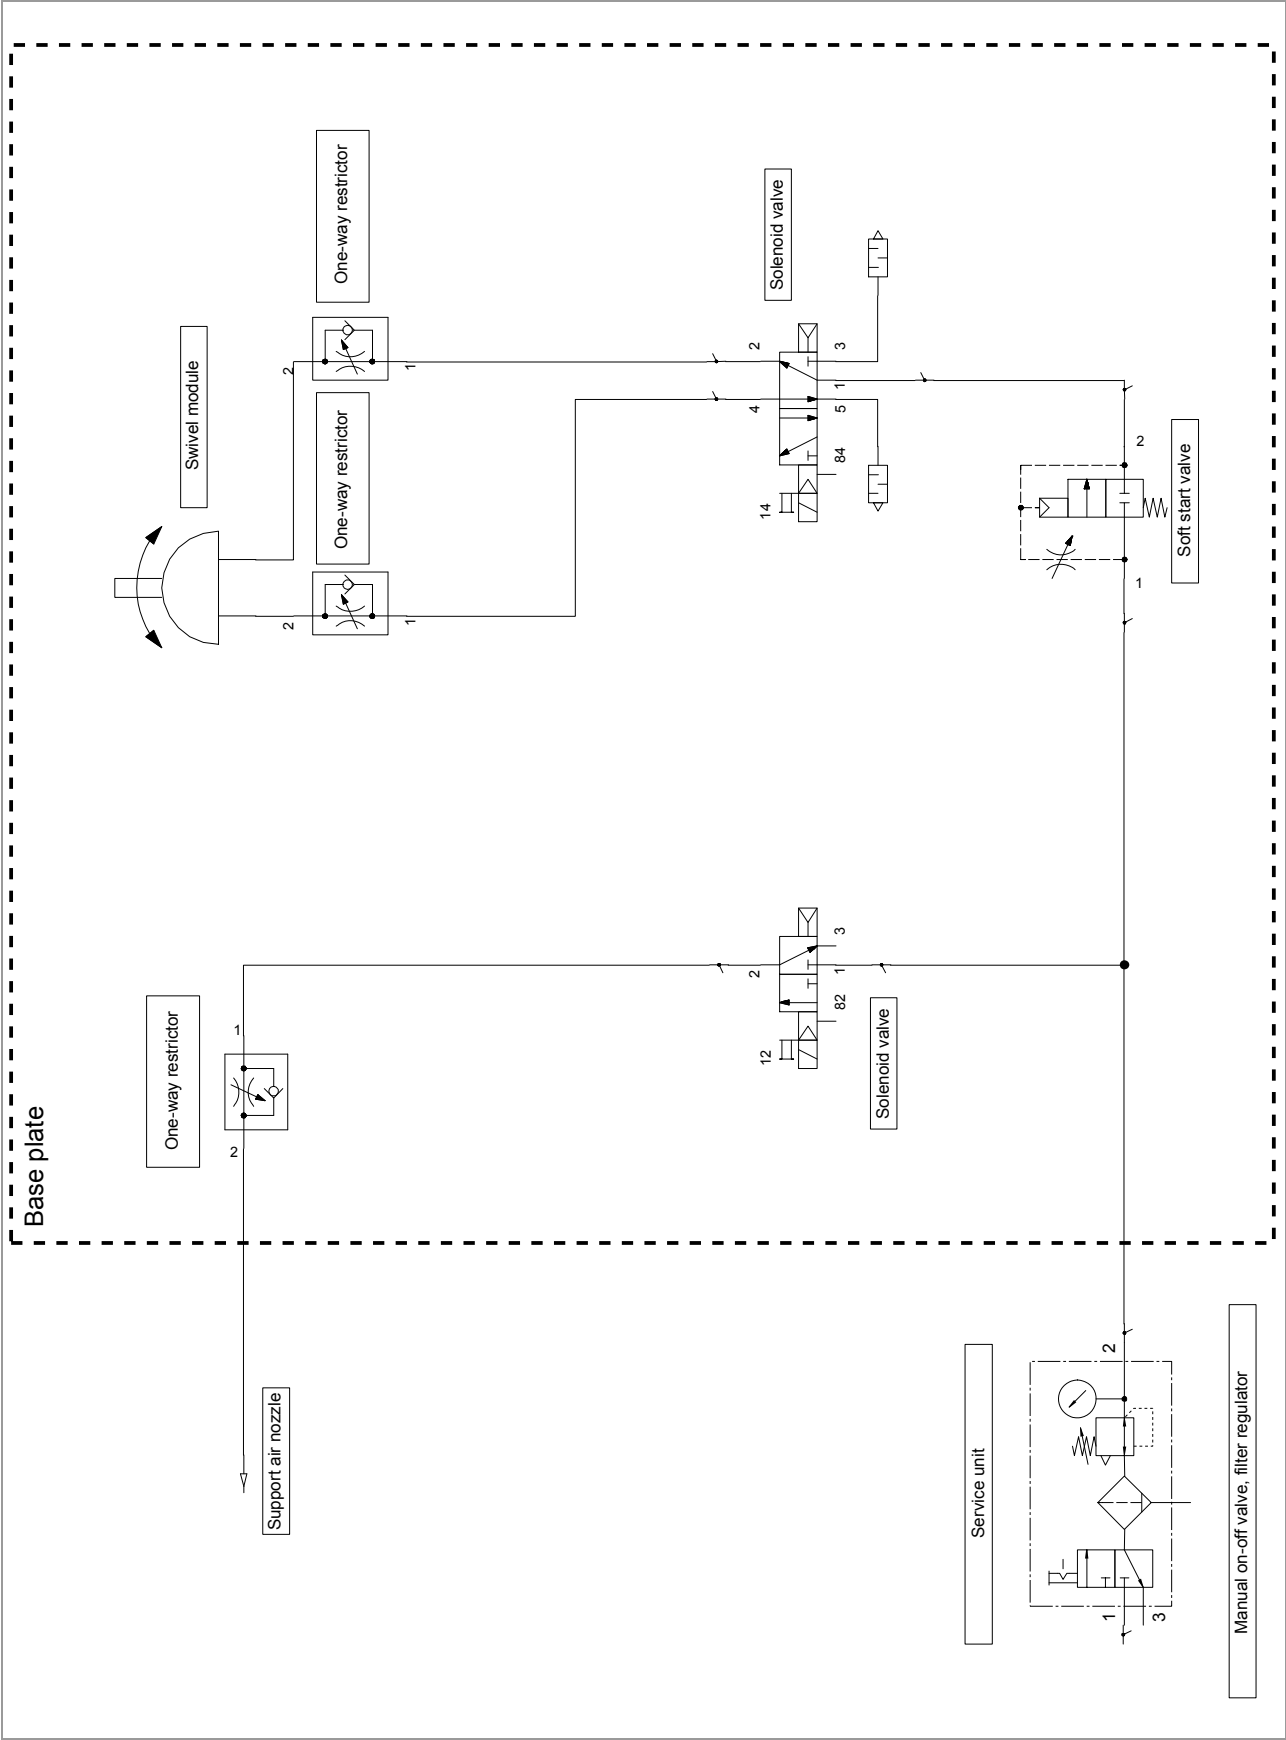 Base plate
One-way restrictor
Swivel module
2
1
Support air nozzle
2
2
One-way restrictor
One-way restrictor
1
1
2
4
2
12
14
Solenoid valve
82
1
3
84
5
1
3
Solenoid valve
Service unit
1
2
1
2
3
Soft start valve
Manual on-off valve, filter regulator